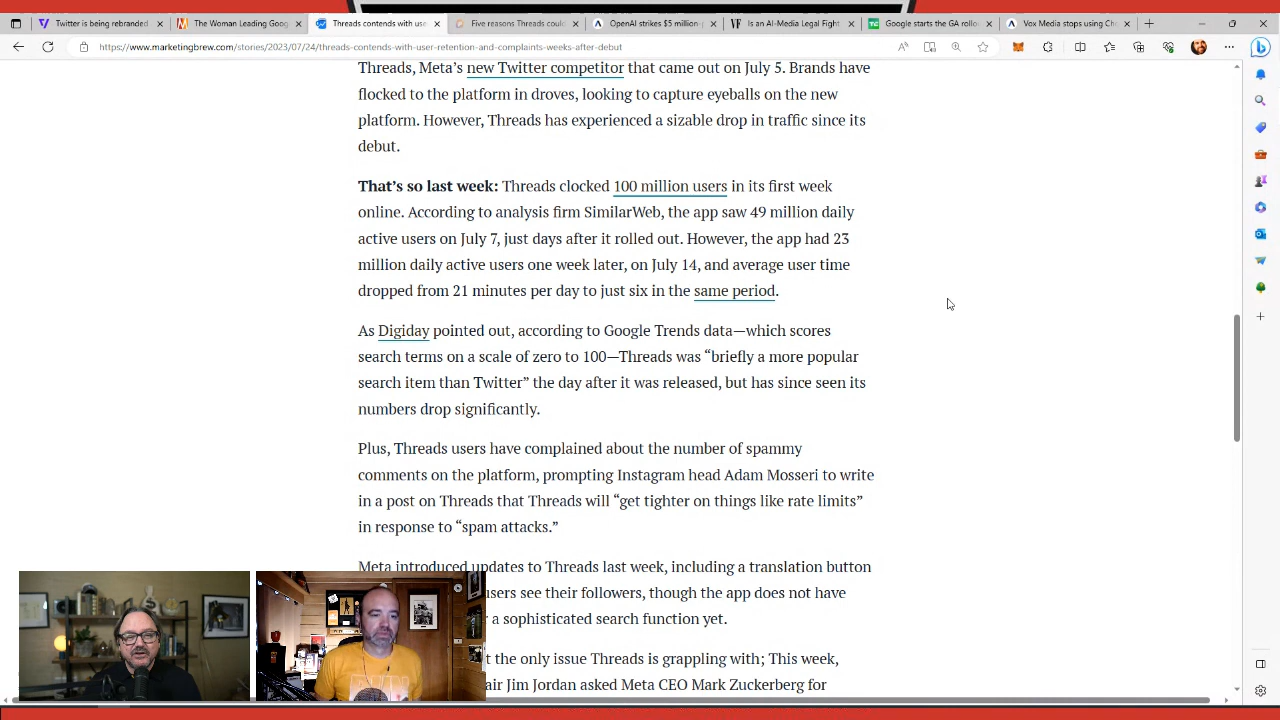 Twitter is being rebranded
The Woman Leading Goog
Threads contends with use
Five reasons Threads could
OpenAI strikes $5 million-p
Is an AI-Media Legal Fight
Google starts the GA rollo
Vox Media stops using Cho
https://www.marketingbrew.com/stories/2023/07/24/threads-contends-with-user-retention-and-complaints-weeks-after-debut
Threads, Meta’s new Twitter competitor that came out on July 5. Brands have
flocked to the platform in droves, looking to capture eyeballs on the new
platform. However, Threads has experienced a sizable drop in traffic since its
debut.
That’s so last week: Threads clocked 100 million users in its first week
online. According to analysis firm SimilarWeb, the app saw 49 million daily
active users on July 7, just days after it rolled out. However, the app had 23
million daily active users one week later, on July 14, and average user time
dropped from 21 minutes per day to just six in the same period.
As Digiday pointed out, according to Google Trends data—which scores
search terms on a scale of zero to 100—Threads was “briefly a more popular
search item than Twitter” the day after it was released, but has since seen its
numbers drop significantly.
Plus, Threads users have complained about the number of spammy
comments on the platform, prompting Instagram head Adam Mosseri to write
in a post on Threads that Threads will “get tighter on things like rate limits”
in response to “spam attacks.”
Meta introduced updates to Threads last week, including a translation button
users see their followers, though the app does not have
r a sophisticated search function yet.
t the only issue Threads is grappling with; This week,
air Jim Jordan asked Meta CEO Mark Zuckerberg for